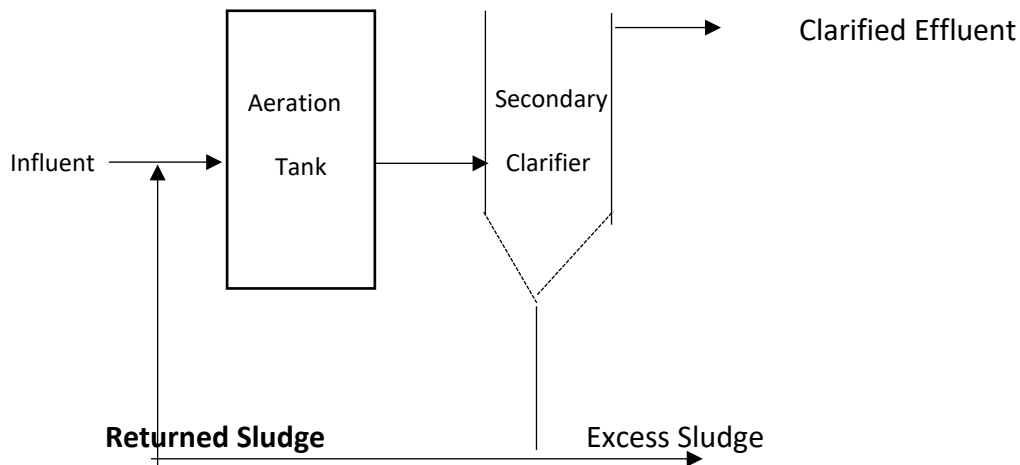 Clarified Effluent
Aeration
Tank
Secondary
Clarifier
Influent
Returned Sludge
Excess Sludge